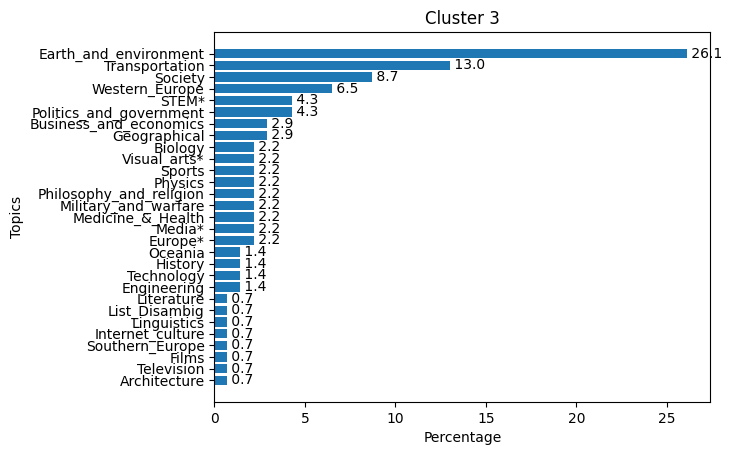 Cluster 3
Earth_and_environment 26.1
Transportation 13.0
Society 8.7
Western_Europe 6.5
STEM* 4.3
Politics_and_government 4.3
Business_and_economics 2.9
Geographical 2.9
Biology 2.2
Visual_arts* 2.2
Sports 2.2
Physics 2.2
Philosophy_and_religion 2.2
Military_and_warfare 2.2
Medicine_&_Health 2.2
Media* 2.2
Europe* 2.2
Oceania 1.4
History 1.4
Technology 1.4
Engineering 1.4
Literature 0.7
List_Disambig 0.7
Linguistics 0.7
Internet_culture 0.7
Southern_Europe 0.7
Films 0.7
Television 0.7
Architecture 0.7
Topics
0 5 10 15 20 25
Percentage